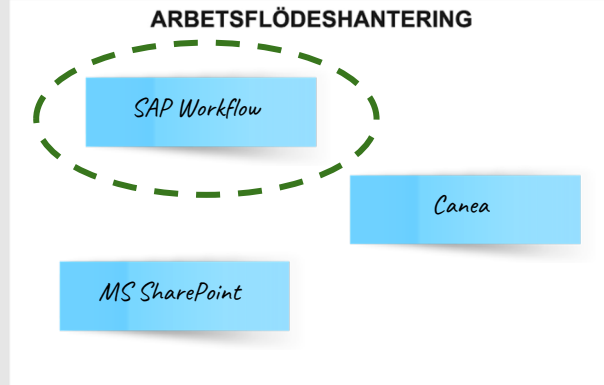 ARBETSFLÖDESHANTERING
SAP Workflow
Canea
MS SharePoint